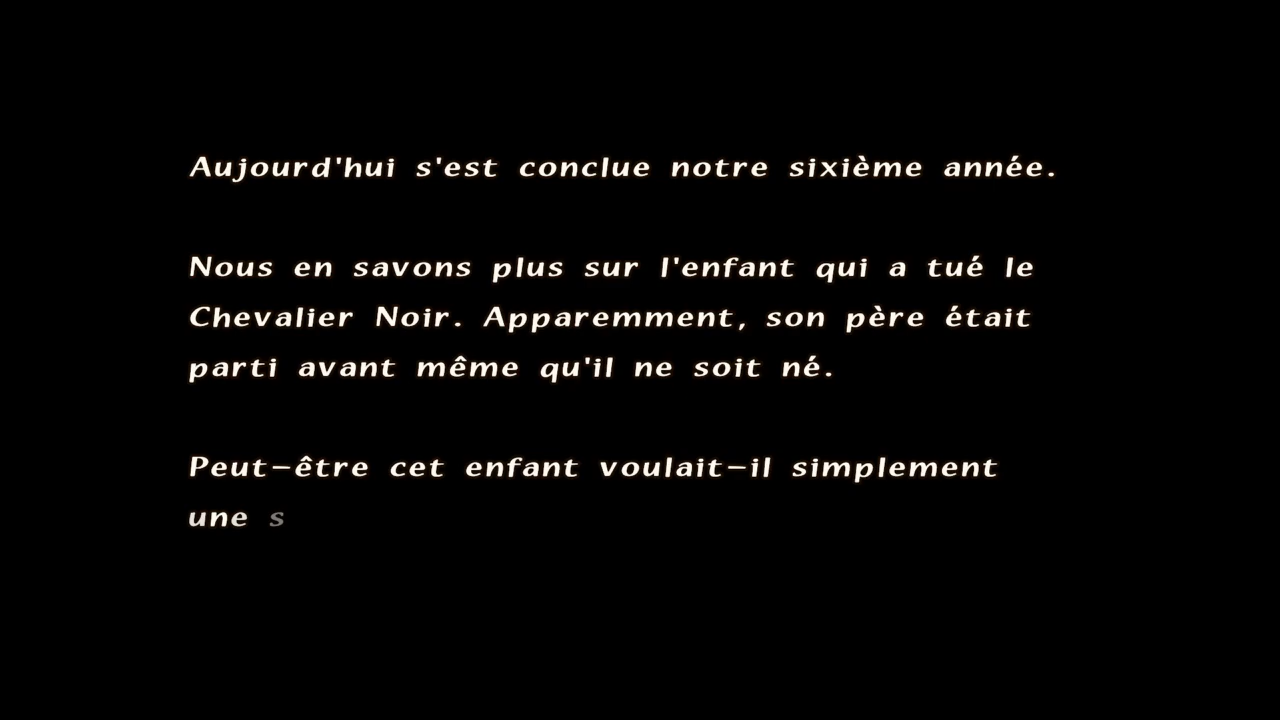 Aujourd'hui s'est conclue notre sixième année.
Nous en savons plus sur l'enfant qui a tué le
Chevalier Noir. Apparemment, son père était
parti avant même qu'il ne soit né.
Peut-être cet enfant voulait-il simplement
une s